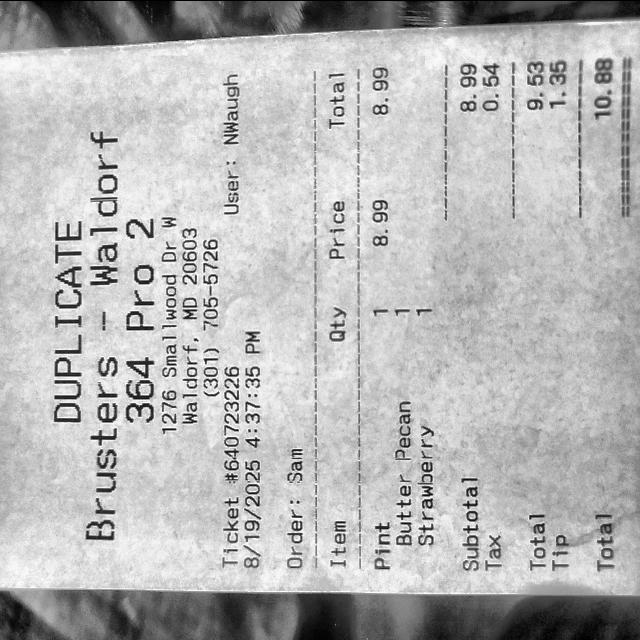 DUPLICATE
Brusters - Waldorf
364 Pro 2
1276 Smallwood Dr W
Waldorf, MD 20603
(301) 705-5726
Ticket #640723226 User: NWaugh
8/19/2025 4:37:35 PM
Order: Sam
Item Qty Price Total
Pint 1 8.99 8.99
Butter Pecan 1
Strawberry 1
Subtotal 8.99
Tax 0.54
Total 9.53
Tip 1.35
Total 10.88